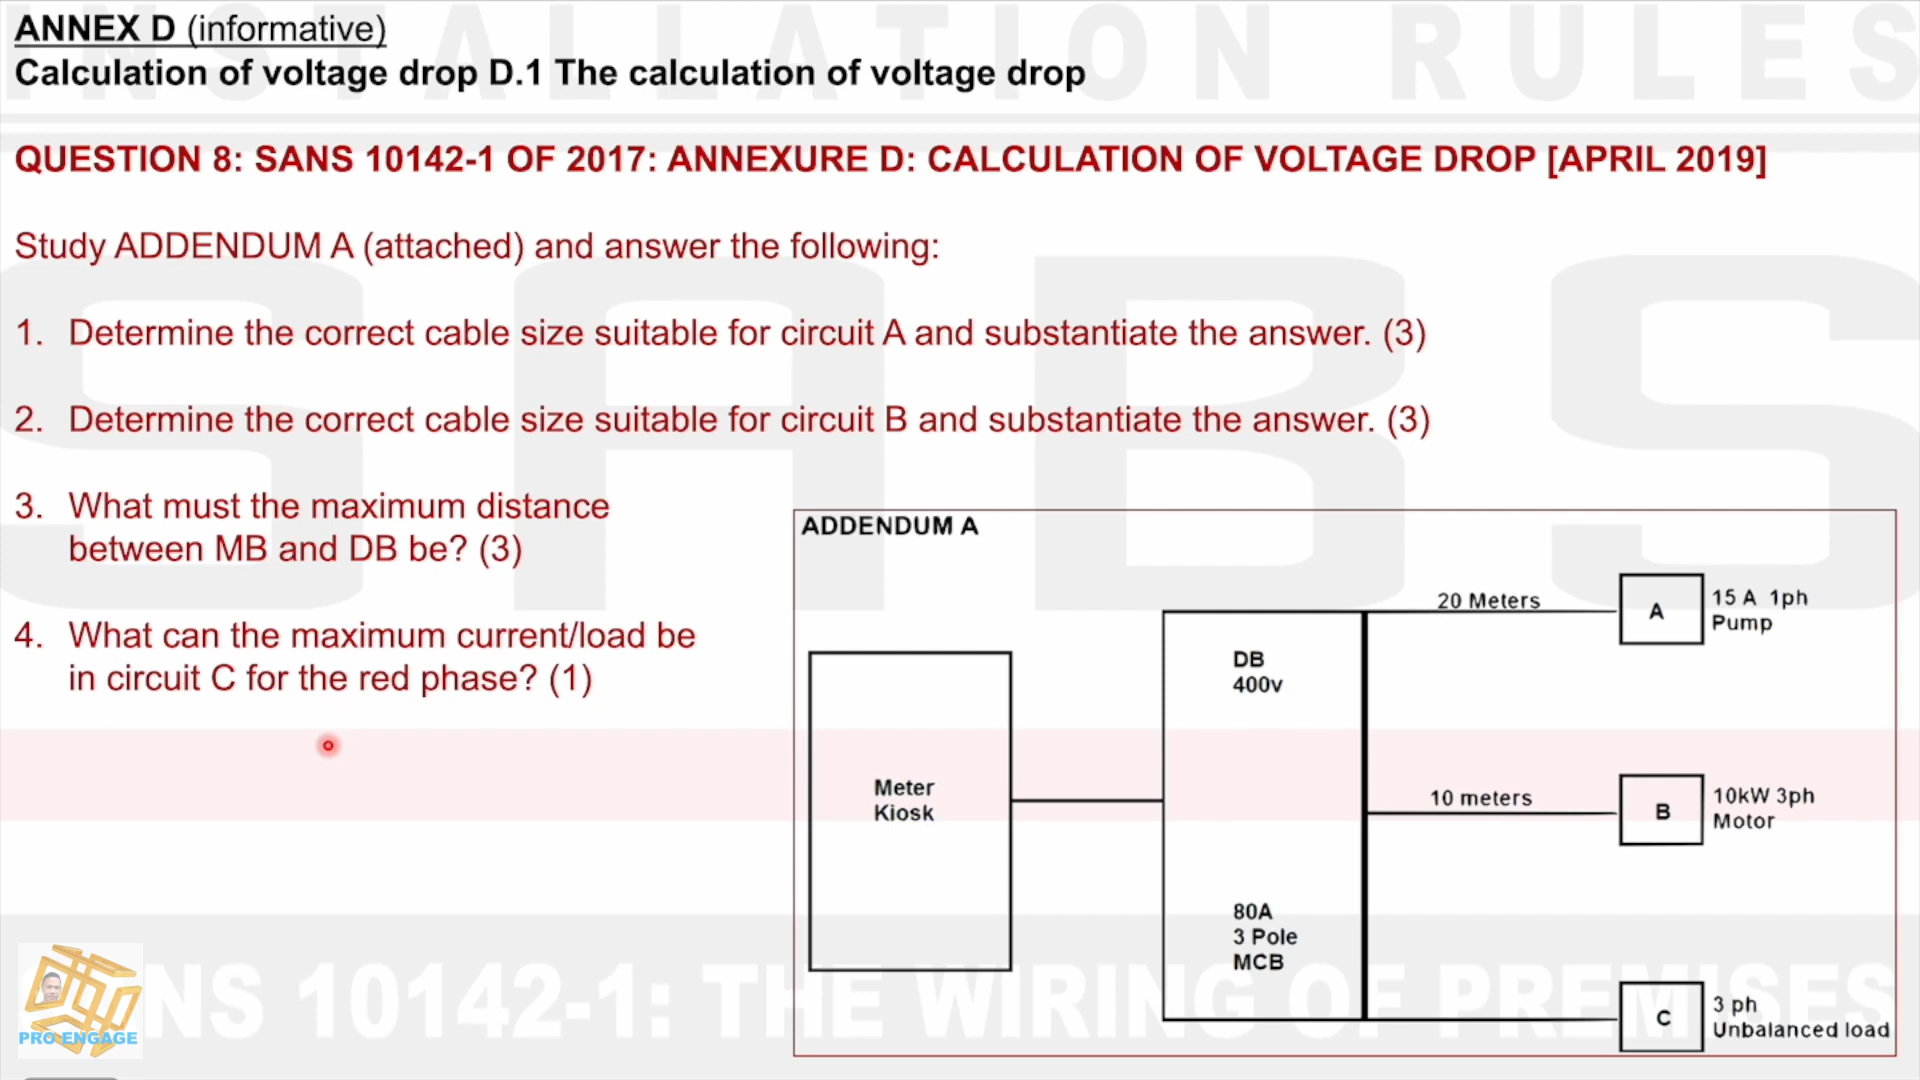 INSTALLATION RULES
ANNEX D (informative)
Calculation of voltage drop D.1 The calculation of voltage drop
QUESTION 8: SANS 10142-1 OF 2017: ANNEXURE D: CALCULATION OF VOLTAGE DROP [APRIL 2019]
Study ADDENDUM A (attached) and answer the following:
SABS
1. Determine the correct cable size suitable for circuit A and substantiate the answer. (3)
2. Determine the correct cable size suitable for circuit B and substantiate the answer. (3)
3. What must the maximum distance
between MB and DB be? (3)
4. What can the maximum current/load be
in circuit C for the red phase? (1)
ADDENDUM A
Meter
Kiosk
DB
400v
80A
3 Pole
MCB
20 Meters
A
15 A 1ph
Pump
10 meters
B
10kW 3ph
Motor
C
3 ph
Unbalanced load
PRO ENGAGE
NS 10142-1: THE WIRING OF PREMISES